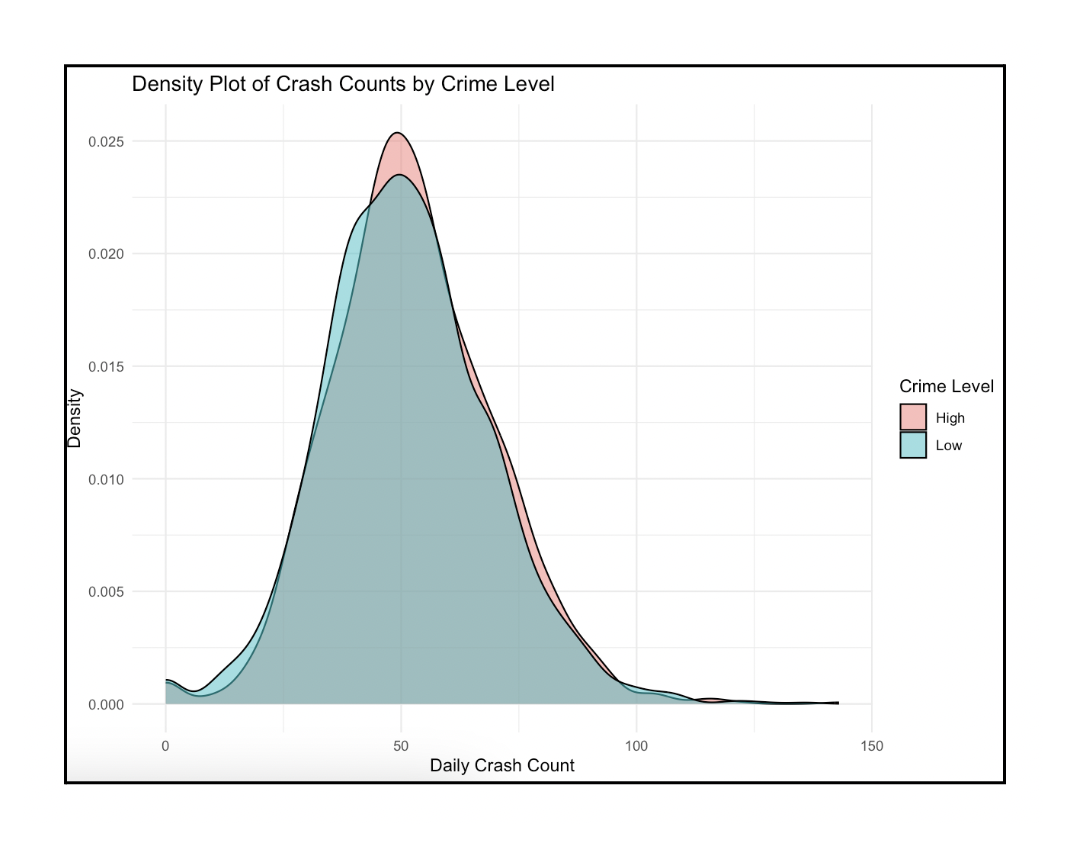 Density Plot of Crash Counts by Crime Level
0.025
0.020
0.015
0.010
0.005
0.000
Density
0 50 100 150
Daily Crash Count
Crime Level
High
Low